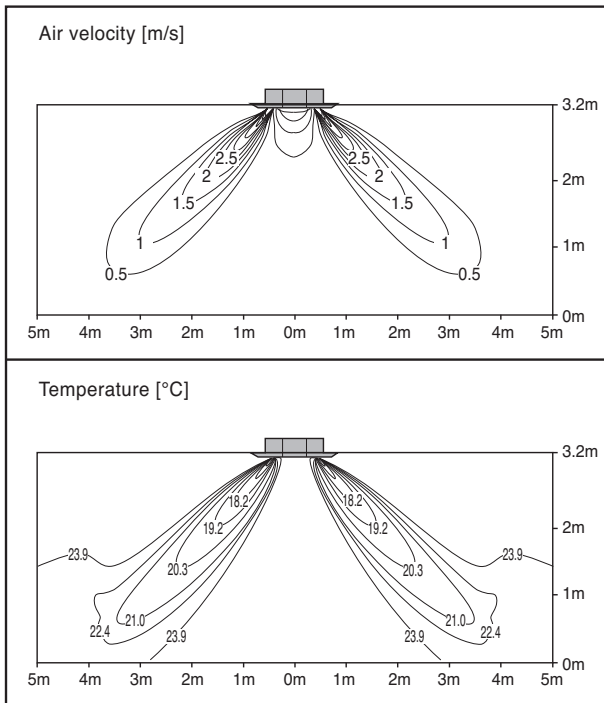 Air velocity [m/s]
3.2m
2.5 2.5
2 2
2m
1.5 1.5
1 1
1m
0.5 0.5
0m
5m 4m 3m 2m 1m 0m 1m 2m 3m 4m 5m
Temperature [°C]
3.2m
18.2 18.2
19.2 19.2
2m
23.9 23.9
20.3 20.3
1m
21.0 21.0
22.4 22.4
23.9 23.9
0m
5m 4m 3m 2m 1m 0m 1m 2m 3m 4m 5m